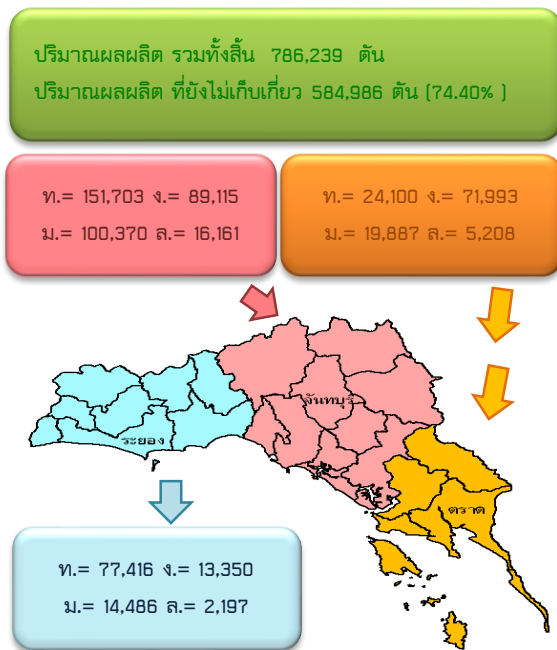 ปริมาณผลผลิต รวมทั้งสิ้น 786,239 ตัน
ปริมาณผลผลิต ที่ยังไม่เก็บเกี่ยว 584,986 ตัน (74.40% )
ท.= 151,703 ง.= 89,115
ม.= 100,370 ล.= 16,161
ท.= 24,100 ง.= 71,993
ม.= 19,887 ล.= 5,208
จันทบุรี
ระยอง
ตราด
ท.= 77,416 ง.= 13,350
ม.= 14,486 ล.= 2,197